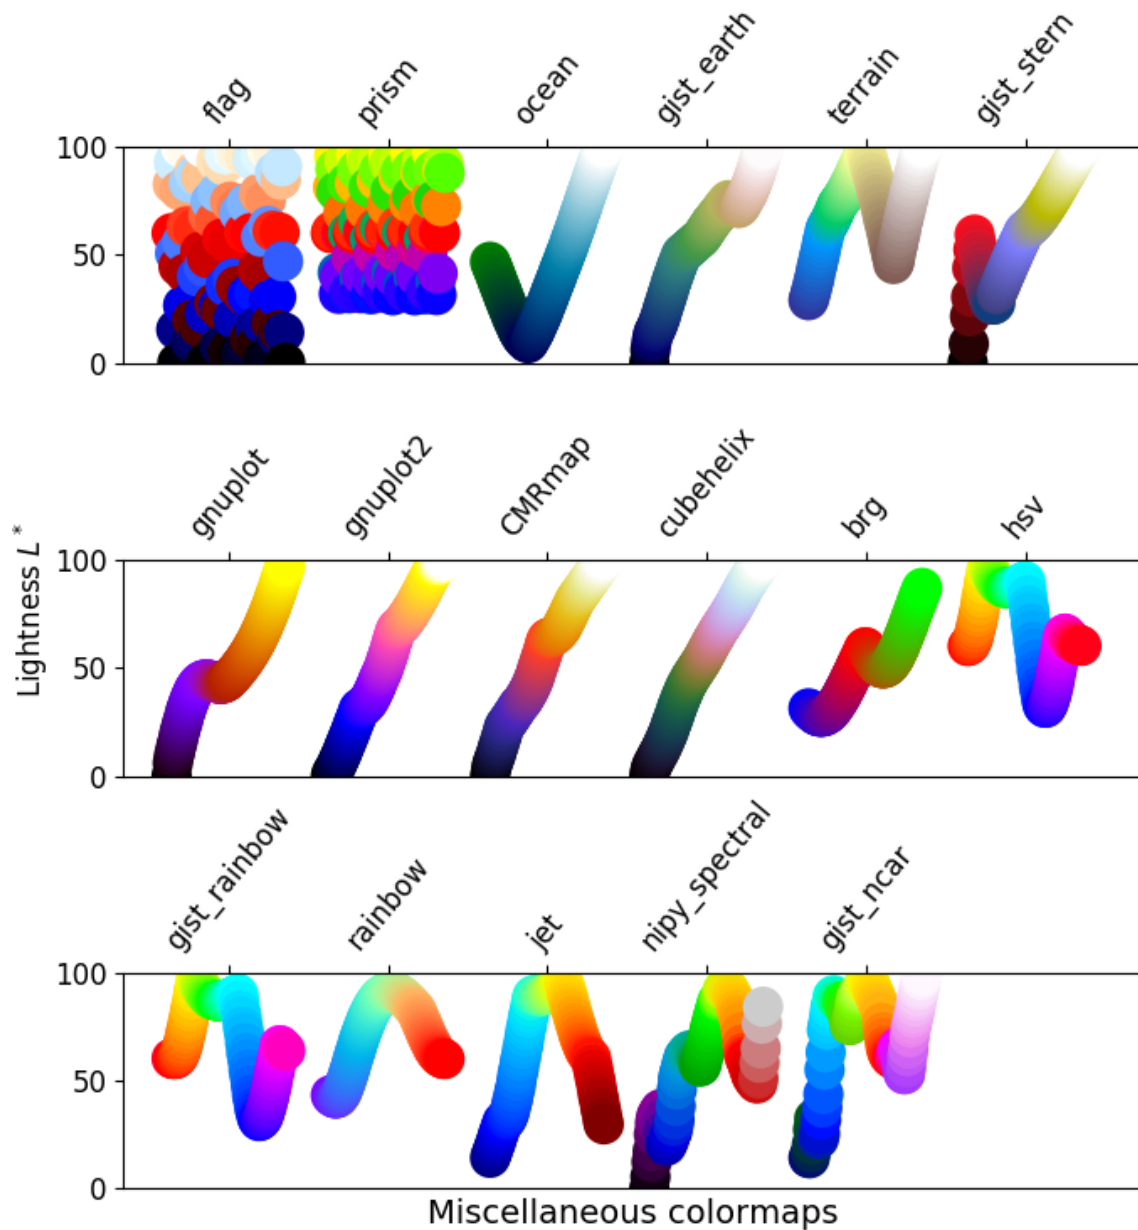 flag prism ocean gist_earth terrain gist_stern
100
50
0
gnuplot gnuplot2 CMRmap cubehelix brg hsv
Lightness L*
100
50
0
gist_rainbow rainbow jet nipy_spectral gist_ncar
100
50
0
Miscellaneous colormaps